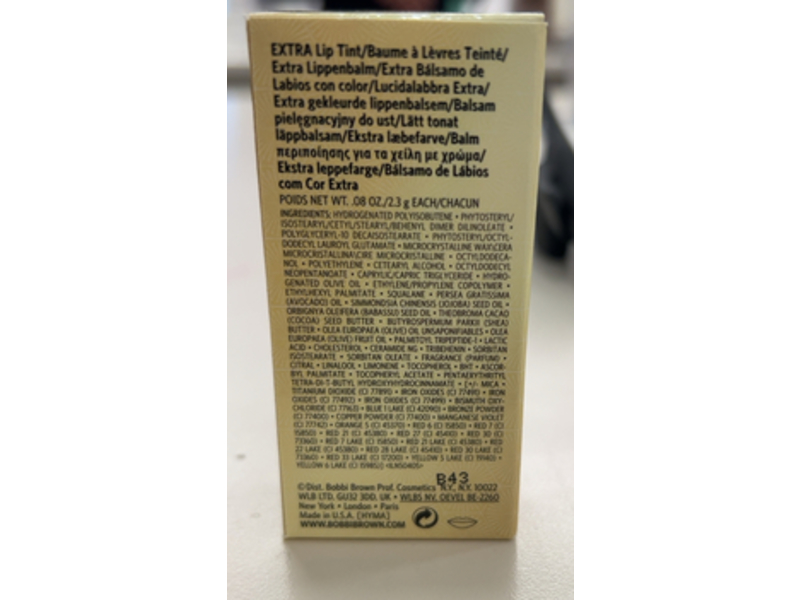 EXTRA Lip Tint/Baume à Lèvres Teinté/
Extra Lippenbalm/Extra Bálsamo de
Labios con color/Lucidalabbra Extra/
Extra gekleurde lippenbalsem/Balsam
pielęgnacyjny do ust/Lätt tonat
läppbalsam/Ekstra læbefarve/Balm
περιποίησης για τα χείλη με χρώμα/
Ekstra leppefarge/Bálsamo de Lábios
com Cor Extra
POIDS NET WT. .08 OZ./2.3 g EACH/CHACUN
INGREDIENTS: HYDROGENATED POLYISOBUTENE • PHYTOSTERYL/
ISOSTEARYL/CETYL/STEARYL/BEHENYL DIMER DILINOLEATE •
POLYGLYCERYL-10 DECAISOSTEARATE • PHYTOSTERYL/OCTYL-
DODECYL LAUROYL GLUTAMATE • MICROCRYSTALLINE WAX\CERA
MICROCRISTALLINA\CIRE MICROCRISTALLINE • OCTYLDODECA-
NOL • POLYETHYLENE • CETEARYL ALCOHOL • OCTYLDODECYL
NEOPENTANOATE • CAPRYLIC/CAPRIC TRIGLYCERIDE • HYDRO-
GENATED OLIVE OIL • ETHYLENE/PROPYLENE COPOLYMER •
ETHYLHEXYL PALMITATE • SQUALANE • PERSEA GRATISSIMA
(AVOCADO) OIL • SIMMONDSIA CHINENSIS (JOJOBA) SEED OIL •
ORBIGNYA OLEIFERA (BABASSU) SEED OIL • THEOBROMA CACAO
(COCOA) SEED BUTTER • BUTYROSPERMUM PARKII (SHEA)
BUTTER • OLEA EUROPAEA (OLIVE) OIL UNSAPONIFIABLES • OLEA
EUROPAEA (OLIVE) FRUIT OIL • PALMITOYL TRIPEPTIDE-1 • LACTIC
ACID • CHOLESTEROL • CERAMIDE NG • TRIBEHENIN • SORBITAN
ISOSTEARATE • SORBITAN OLEATE • FRAGRANCE (PARFUM) •
CITRAL • LINALOOL • LIMONENE • TOCOPHEROL • BHT • ASCOR-
BYL PALMITATE • TOCOPHERYL ACETATE • PENTAERYTHRITYL
TETRA-DI-T-BUTYL HYDROXYHYDROCINNAMATE • [+/- MICA •
TITANIUM DIOXIDE (CI 77891) • IRON OXIDES (CI 77491) • IRON
OXIDES (CI 77492) • IRON OXIDES (CI 77499) • BISMUTH OXY-
CHLORIDE (CI 77163) • BLUE 1 LAKE (CI 42090) • BRONZE POWDER
(CI 77400) • COPPER POWDER (CI 77400) • MANGANESE VIOLET
(CI 77742) • ORANGE 5 (CI 45370) • RED 6 (CI 15850) • RED 7 (CI
15850) • RED 21 (CI 45380) • RED 27 (CI 45410) • RED 30 (CI
73360) • RED 7 LAKE (CI 15850) • RED 21 LAKE (CI 45380) • RED
22 LAKE (CI 45380) • RED 28 LAKE (CI 45410) • RED 30 LAKE (CI
73360) • RED 33 LAKE (CI 17200) • YELLOW 5 LAKE (CI 19140) •
YELLOW 6 LAKE (CI 15985)] <ILN50405>
B43
©Dist. Bobbi Brown Prof. Cosmetics N.Y., N.Y. 10022
WLB LTD. GU32 3DD. UK • WLBS NV. OEVEL BE-2260
New York • London • Paris
Made in U.S.A. (HYMA)
WWW.BOBBIBROWN.COM